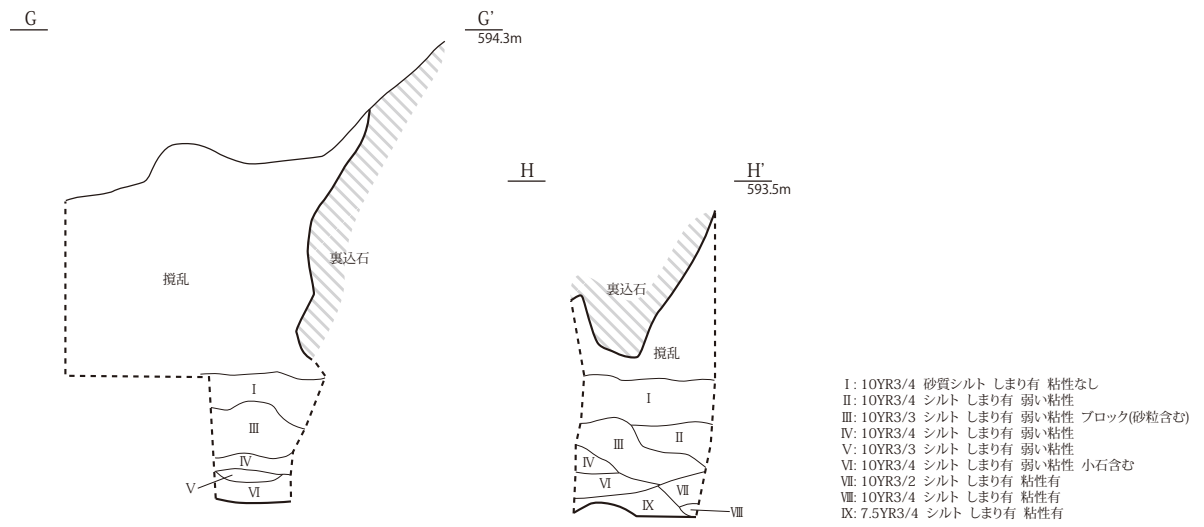 G
G'
594.3m
裏込石
攪乱
Ⅰ
Ⅲ
Ⅳ
Ⅴ
Ⅵ
H
H'
593.5m
裏込石
攪乱
Ⅰ
Ⅱ
Ⅲ
Ⅳ
Ⅵ
Ⅶ
Ⅸ
Ⅷ
Ⅰ: 10YR3/4 砂質シルト しまり有 粘性なし
Ⅱ: 10YR3/4 シルト しまり有 弱い粘性
Ⅲ: 10YR3/3 シルト しまり有 弱い粘性 ブロック(砂粒含む)
Ⅳ: 10YR3/4 シルト しまり有 弱い粘性
Ⅴ: 10YR3/3 シルト しまり有 弱い粘性
Ⅵ: 10YR3/4 シルト しまり有 弱い粘性 小石含む
Ⅶ: 10YR3/2 シルト しまり有 粘性有
Ⅷ: 10YR3/4 シルト しまり有 粘性有
Ⅸ: 7.5YR3/4 シルト しまり有 粘性有